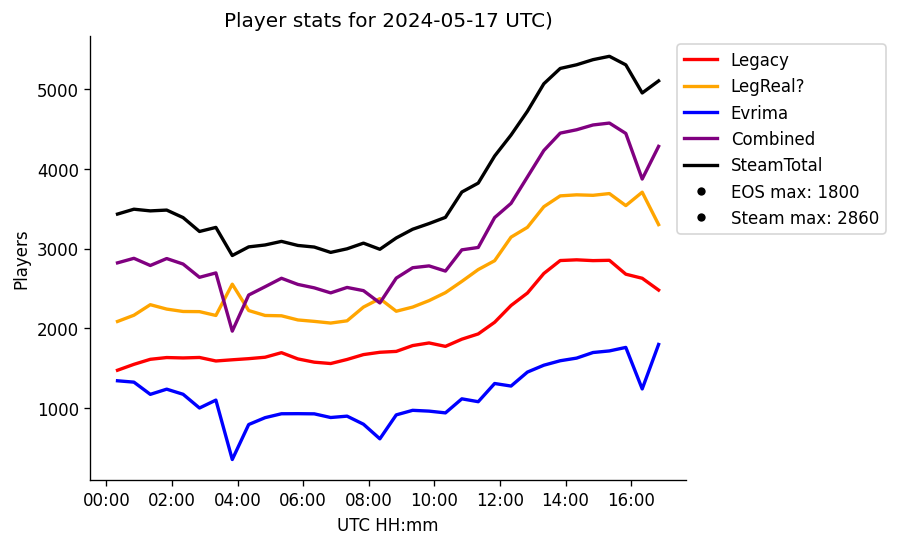 Player stats for 2024-05-17 UTC)
Legacy
LegReal?
Evrima
Combined
SteamTotal
EOS max: 1800
Steam max: 2860
Players
5000
4000
3000
2000
1000
00:00 02:00 04:00 06:00 08:00 10:00 12:00 14:00 16:00
UTC HH:mm